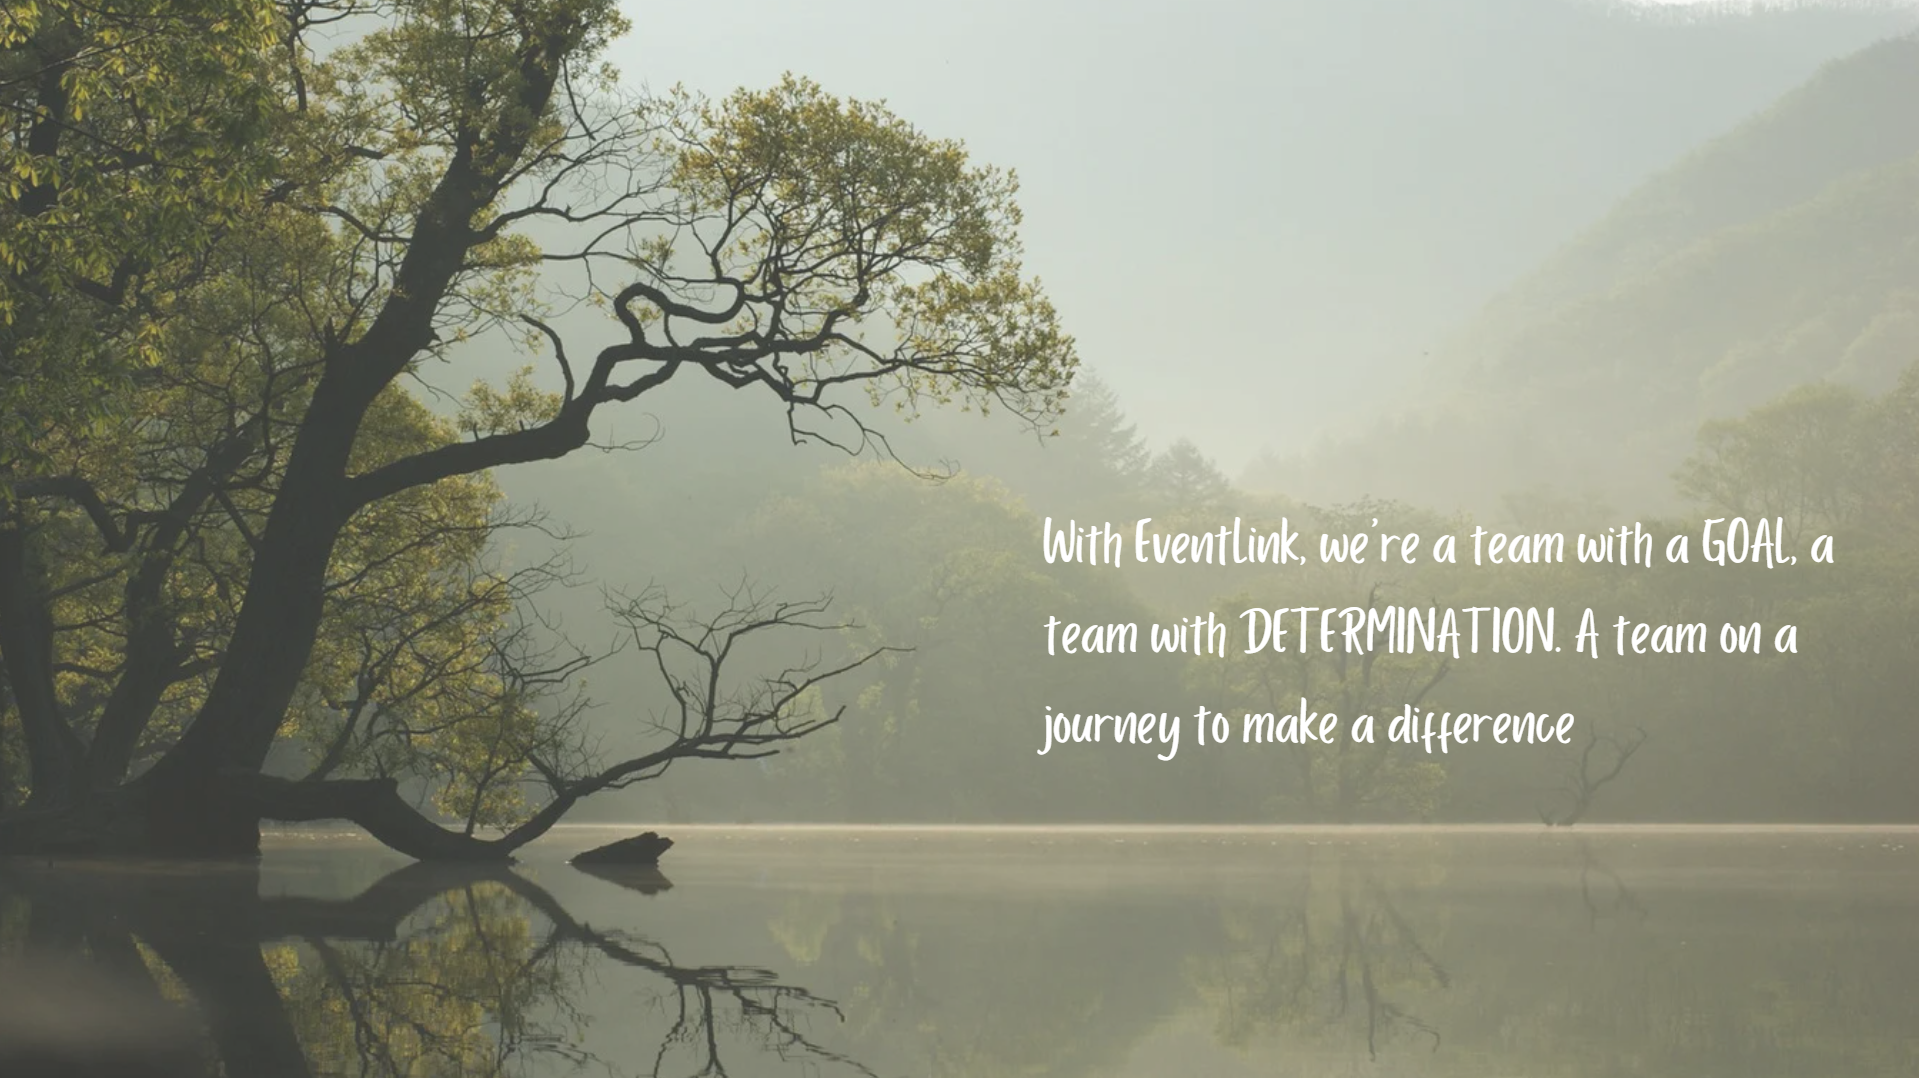 With EventLink, we're a team with a GOAL, a
team with DETERMINATION. A team on a
journey to make a difference